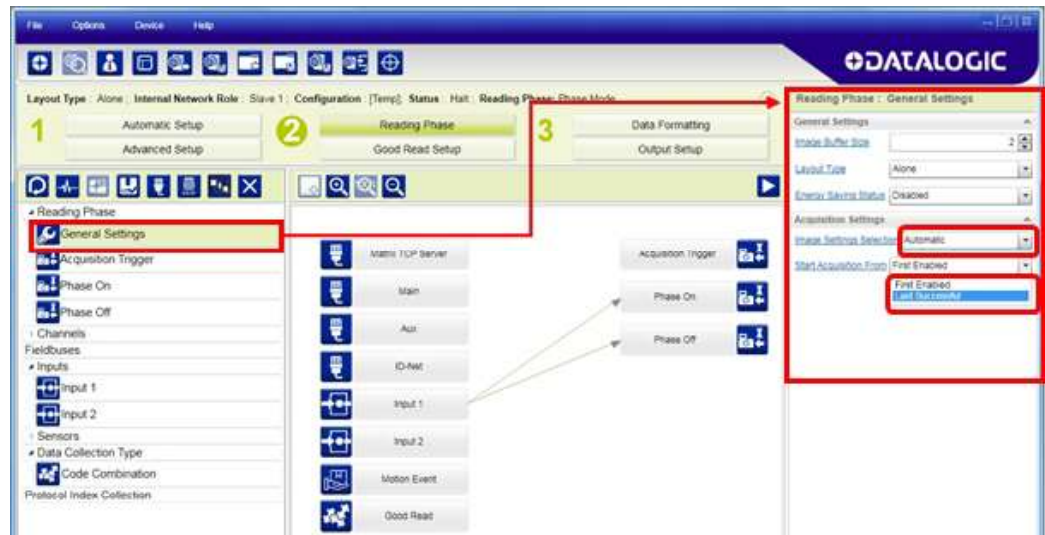 File Options Device Help
DATALOGIC
Layout Type : Alone ; Internal Network Role : Slave 1 ; Configuration : [Temp]; Status : Halt ; Reading Phase: Phase Mode
1
Automatic Setup
Advanced Setup
2
Reading Phase
Good Read Setup
3
Data Formatting
Output Setup
Reading Phase
General Settings
Acquisition Trigger
Phase On
Phase Off
Channels
Fieldbuses
Inputs
Input 1
Input 2
Sensors
Data Collection Type
Code Combination
Protocol Index Collection
Matrix TCP Server
Main
Aux
ID-Net
Input 1
Input 2
Motion Event
Good Read
Acquisition Trigger
Phase On
Phase Off
Reading Phase : General Settings
General Settings
Image Buffer Size 2
Layout Type Alone
Energy Saving Status Disabled
Acquisition Settings
Image Settings Selection Automatic
Start Acquisition From First Enabled
First Enabled
Last Successful